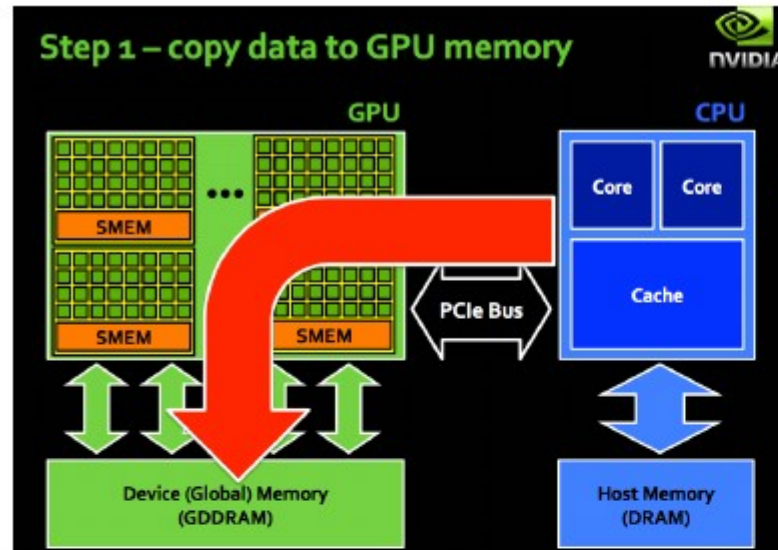 Step 1 – copy data to GPU memory
NVIDIA
GPU
CPU
SMEM
SMEM
SMEM
Core
Core
Cache
PCIe Bus
Device (Global) Memory
(GDDRAM)
Host Memory
(DRAM)